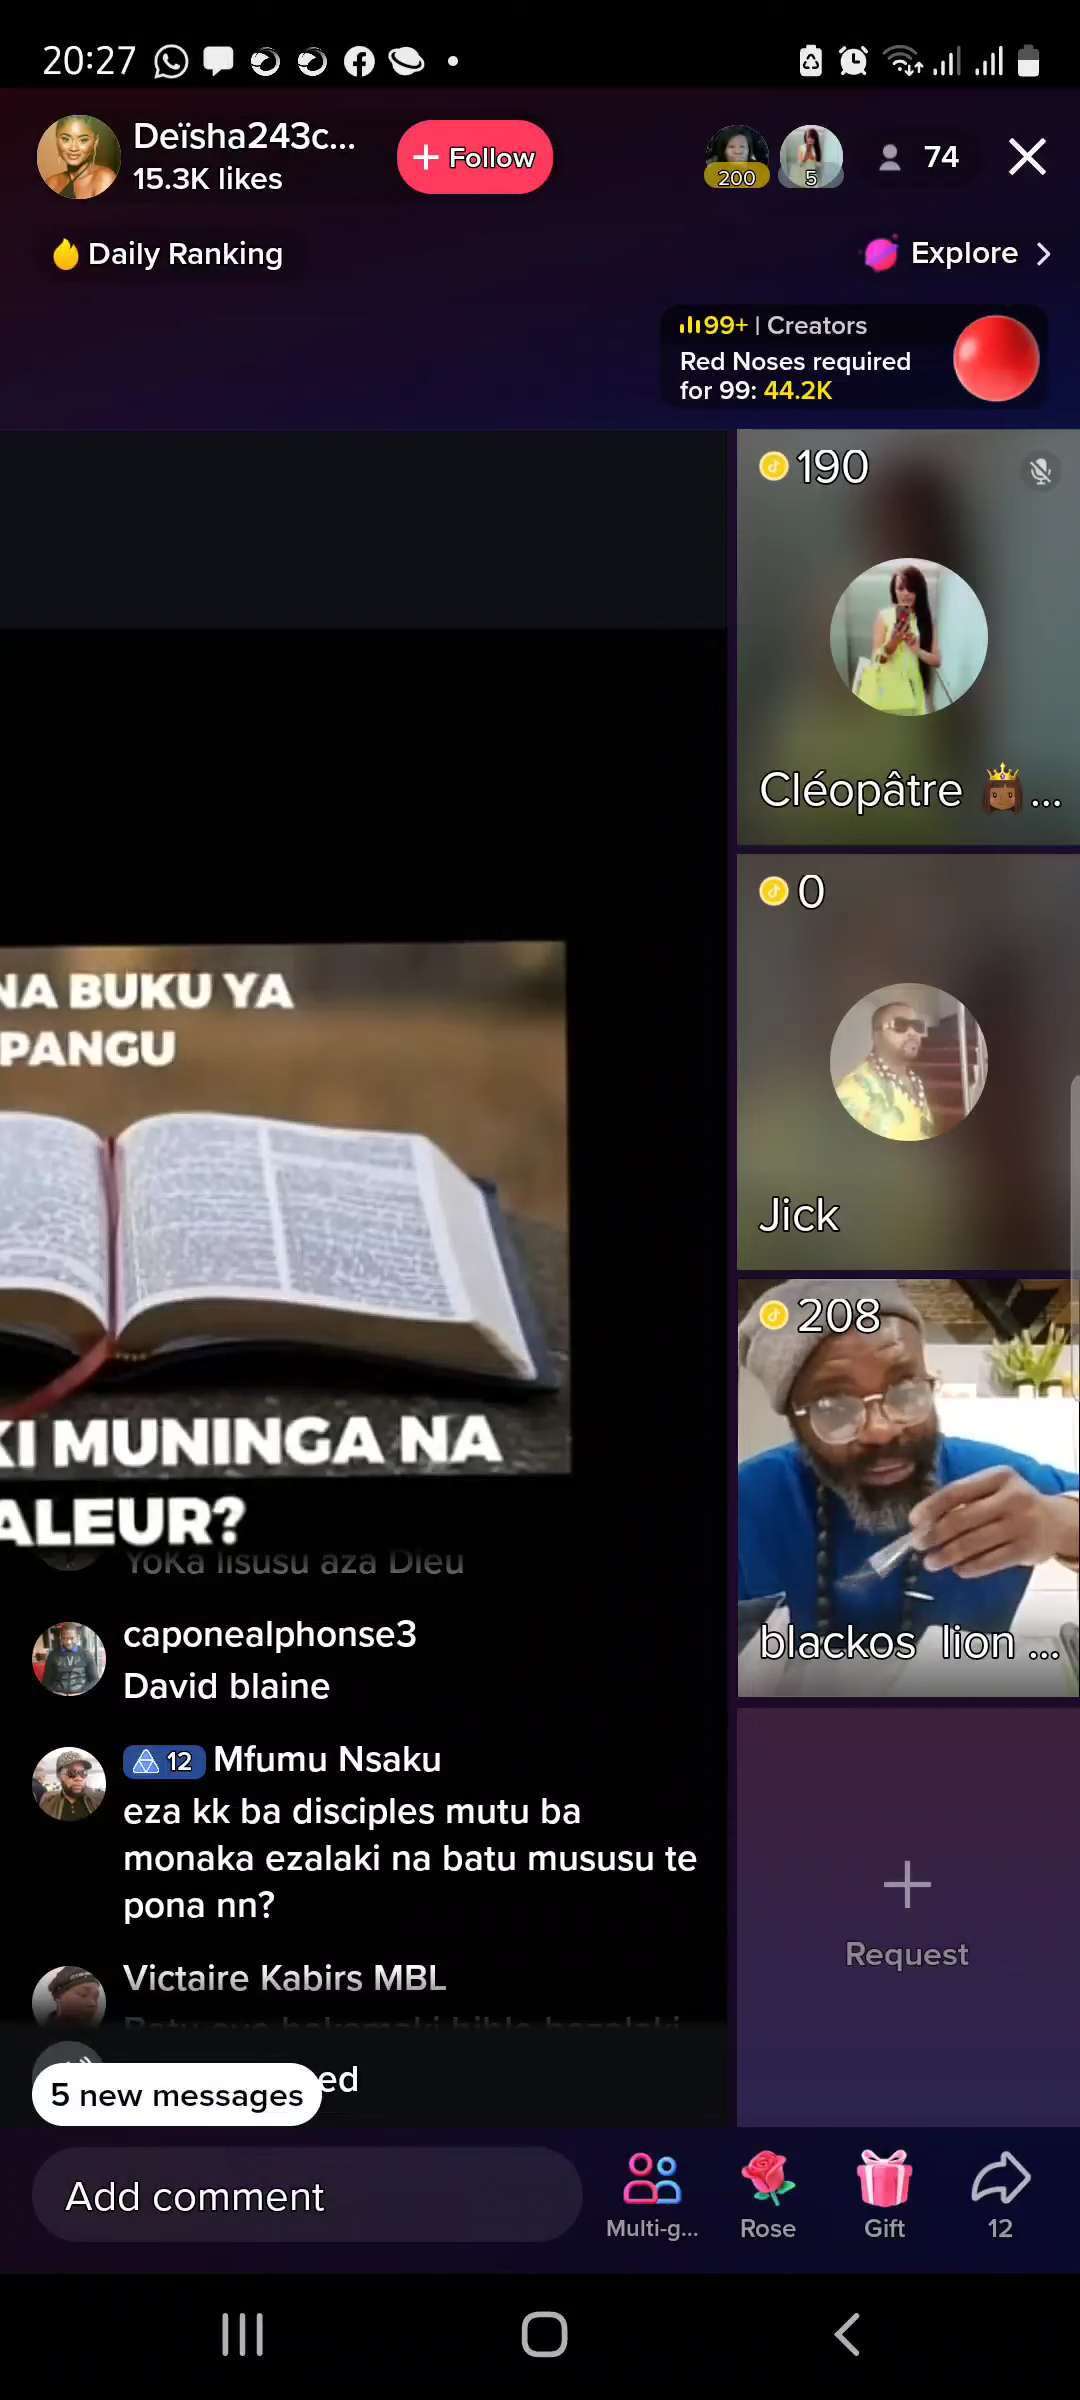 20:27
Deïsha243c...
15.3K likes
+ Follow
200
5
74
Daily Ranking
Explore >
99+ | Creators
Red Noses required
for 99: 44.2K
190
Cléopâtre 👸🏾...
0
Jick
208
blackos lion ...
NA BUKU YA
PANGU
KI MUNINGA NA
ALEUR?
YoKa lisusu aza Dieu
caponealphonse3
David blaine
12 Mfumu Nsaku
eza kk ba disciples mutu ba
monaka ezalaki na batu mususu te
pona nn?
Victaire Kabirs MBL
ed
5 new messages
Request
Add comment
Multi-g...
Rose
Gift
12